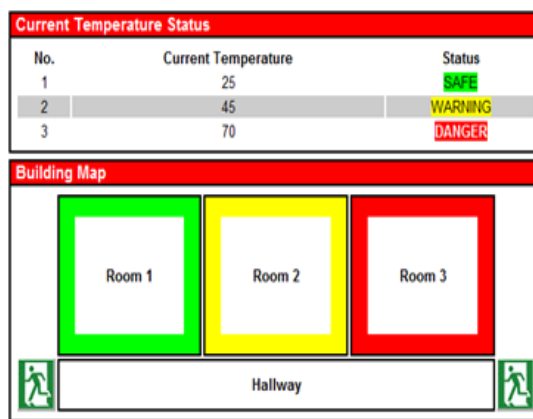 Current Temperature Status
No. Current Temperature Status
1 25 SAFE
2 45 WARNING
3 70 DANGER
Building Map
Room 1 Room 2 Room 3
Hallway